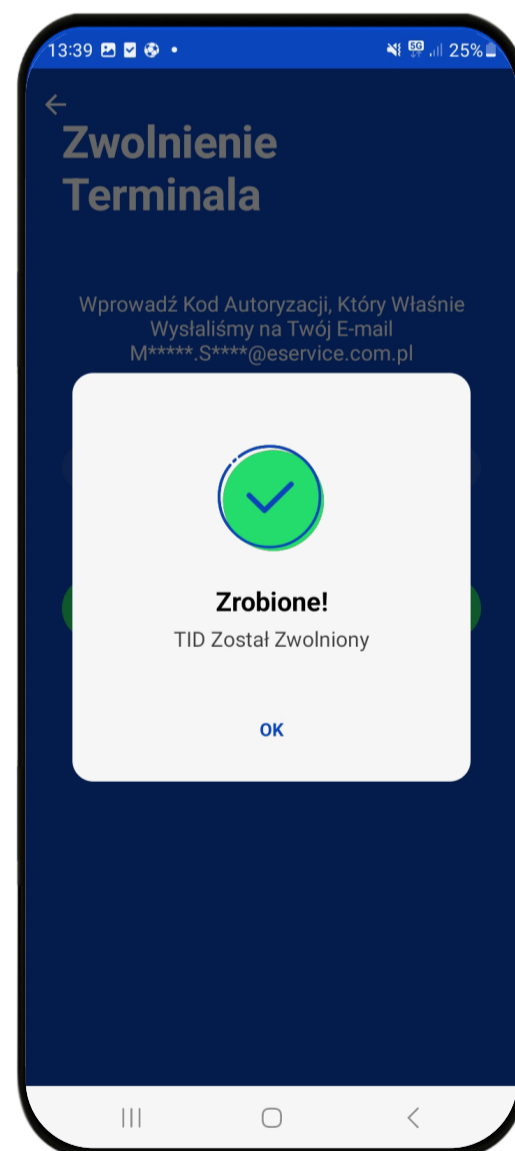 13:39
5G
25%
Zwolnienie
Terminala
Wprowadź Kod Autoryzacji, Który Właśnie
Wysłaliśmy na Twój E-mail
M*****.S****@eservice.com.pl
Zrobione!
TID Został Zwolniony
OK